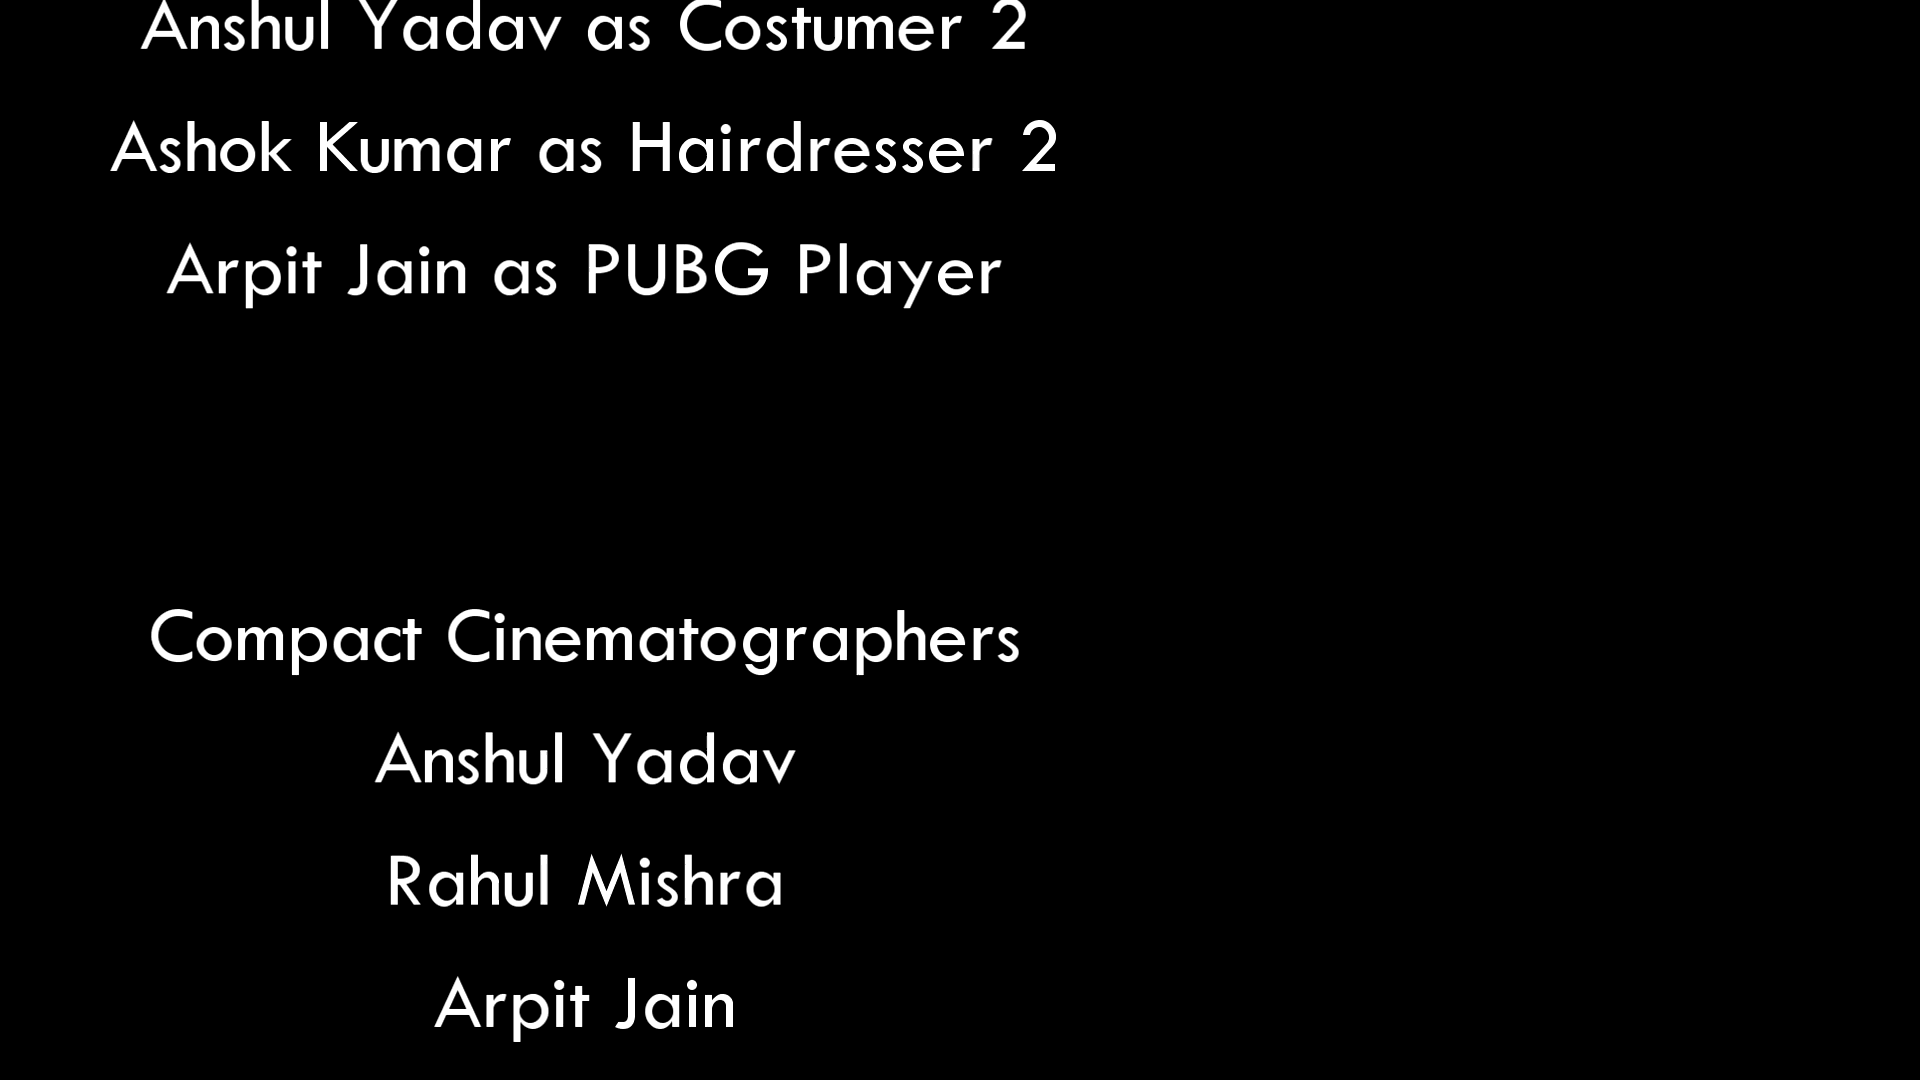 Anshul Yadav as Costumer 2
Ashok Kumar as Hairdresser 2
Arpit Jain as PUBG Player
Compact Cinematographers
Anshul Yadav
Rahul Mishra
Arpit Jain